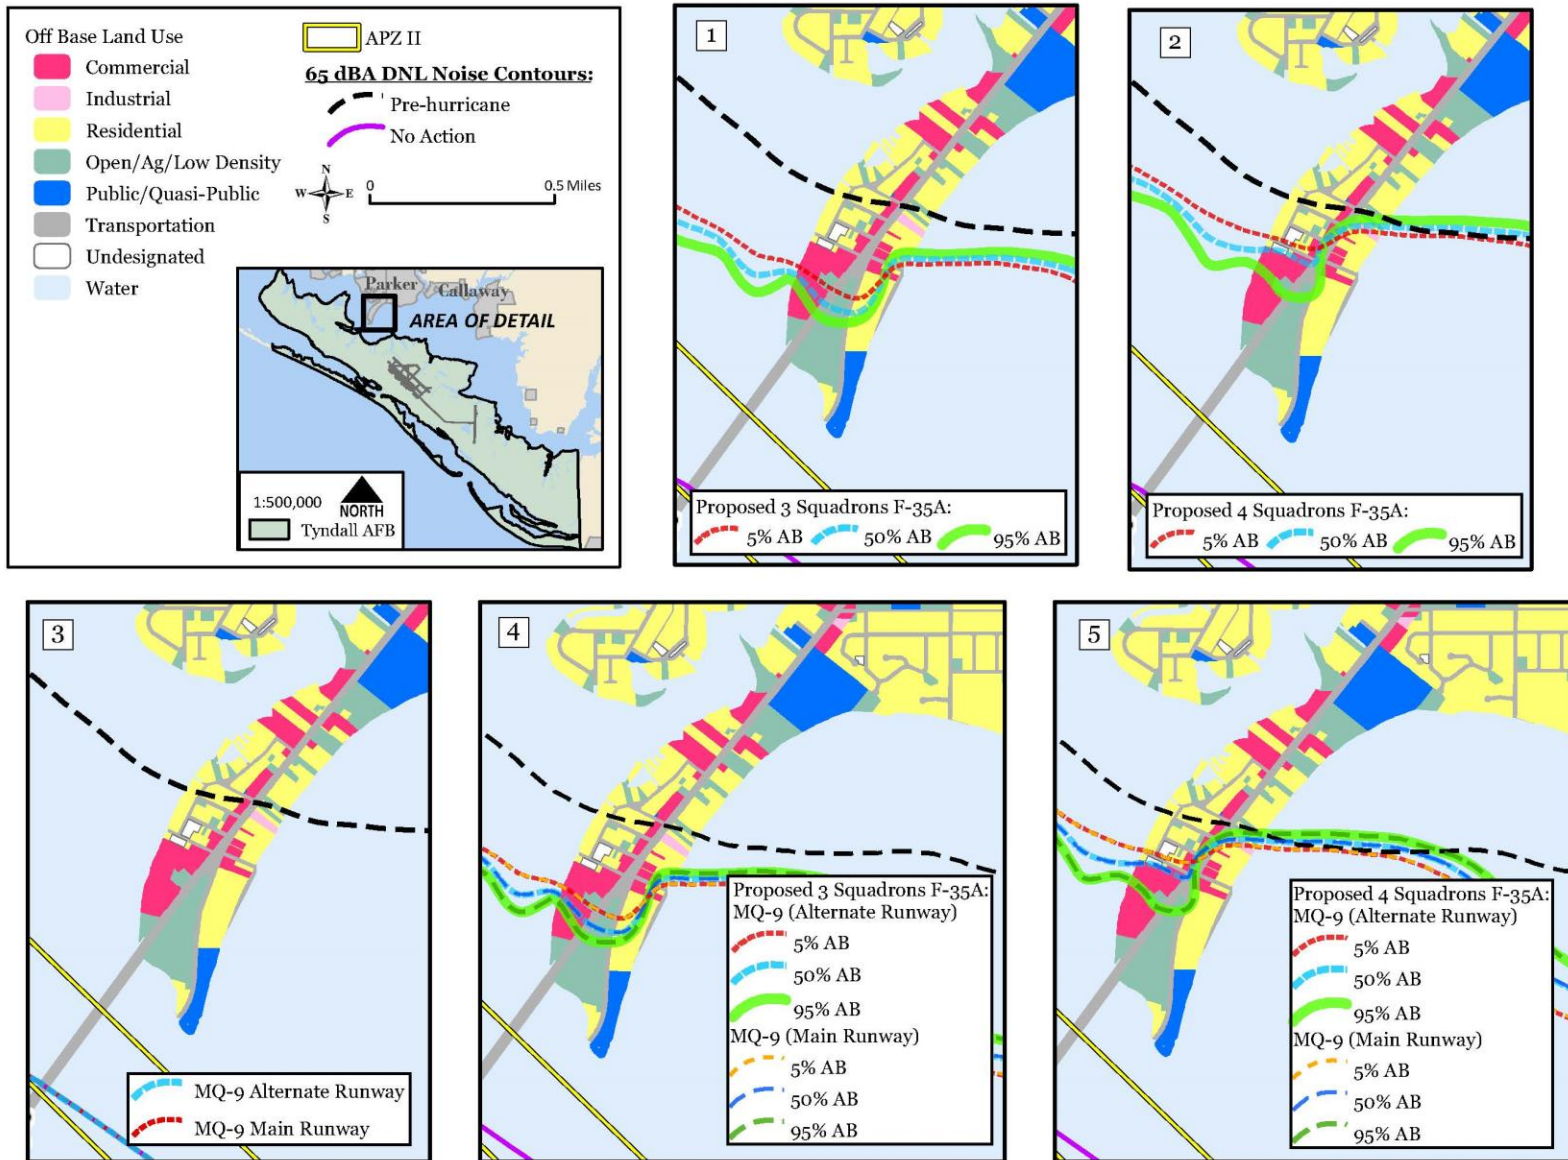 Off Base Land Use
Commercial
Industrial
Residential
Open/Ag/Low Density
Public/Quasi-Public
Transportation
Undesignated
Water
APZ II
65 dBA DNL Noise Contours:
Pre-hurricane
No Action
N
W E
S
0 0.5 Miles
Parker
Callaway
AREA OF DETAIL
1:500,000
NORTH
Tyndall AFB
1
Proposed 3 Squadrons F-35A:
5% AB 50% AB 95% AB
2
Proposed 4 Squadrons F-35A:
5% AB 50% AB 95% AB
3
MQ-9 Alternate Runway
MQ-9 Main Runway
4
Proposed 3 Squadrons F-35A:
MQ-9 (Alternate Runway)
5% AB
50% AB
95% AB
MQ-9 (Main Runway)
5% AB
50% AB
95% AB
5
Proposed 4 Squadrons F-35A:
MQ-9 (Alternate Runway)
5% AB
50% AB
95% AB
MQ-9 (Main Runway)
5% AB
50% AB
95% AB